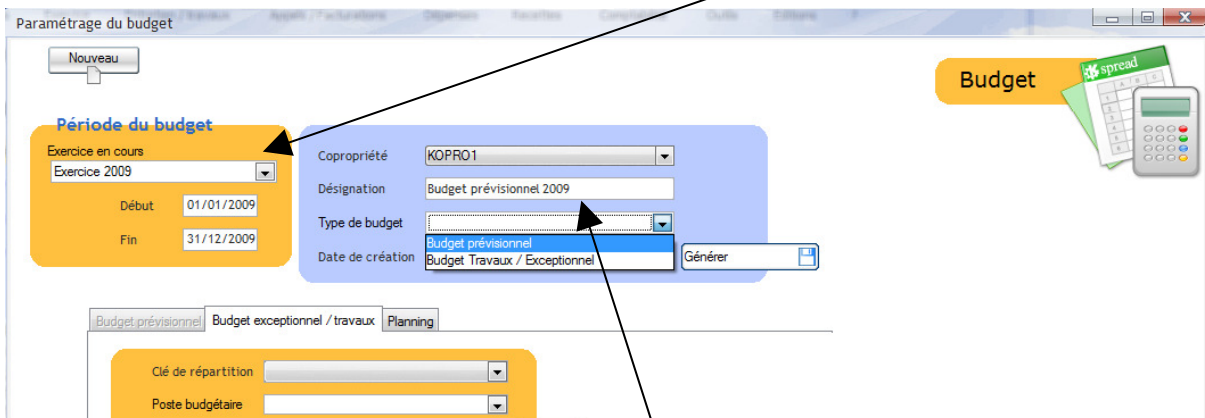 Paramétrage du budget
Nouveau
Budget
spread
Période du budget
Exercice en cours
Exercice 2009
Début 01/01/2009
Fin 31/12/2009
Copropriété KOPRO1
Désignation Budget prévisionnel 2009
Type de budget
Budget prévisionnel
Budget Travaux / Exceptionnel
Date de création
Générer
Budget prévisionnel Budget exceptionnel / travaux Planning
Clé de répartition
Poste budgétaire